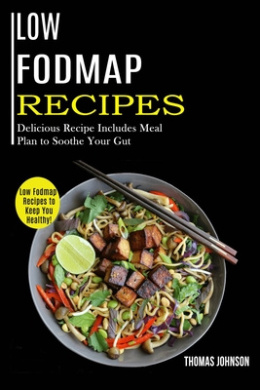 LOW
FODMAP
RECIPES
Delicious Recipe Includes Meal
Plan to Soothe Your Gut
Low Fodmap
Recipes to
Keep You
Healthy!
THOMAS JOHNSON